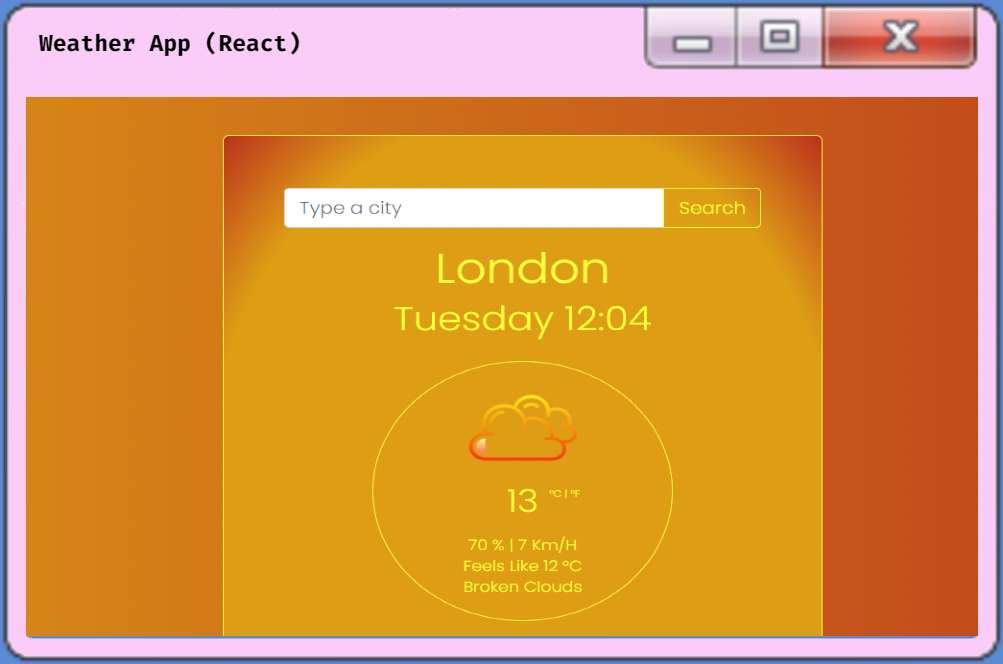 Weather App (React)
Type a city
Search
London
Tuesday 12:04
13 °C | °F
70 % | 7 Km/H
Feels Like 12 °C
Broken Clouds